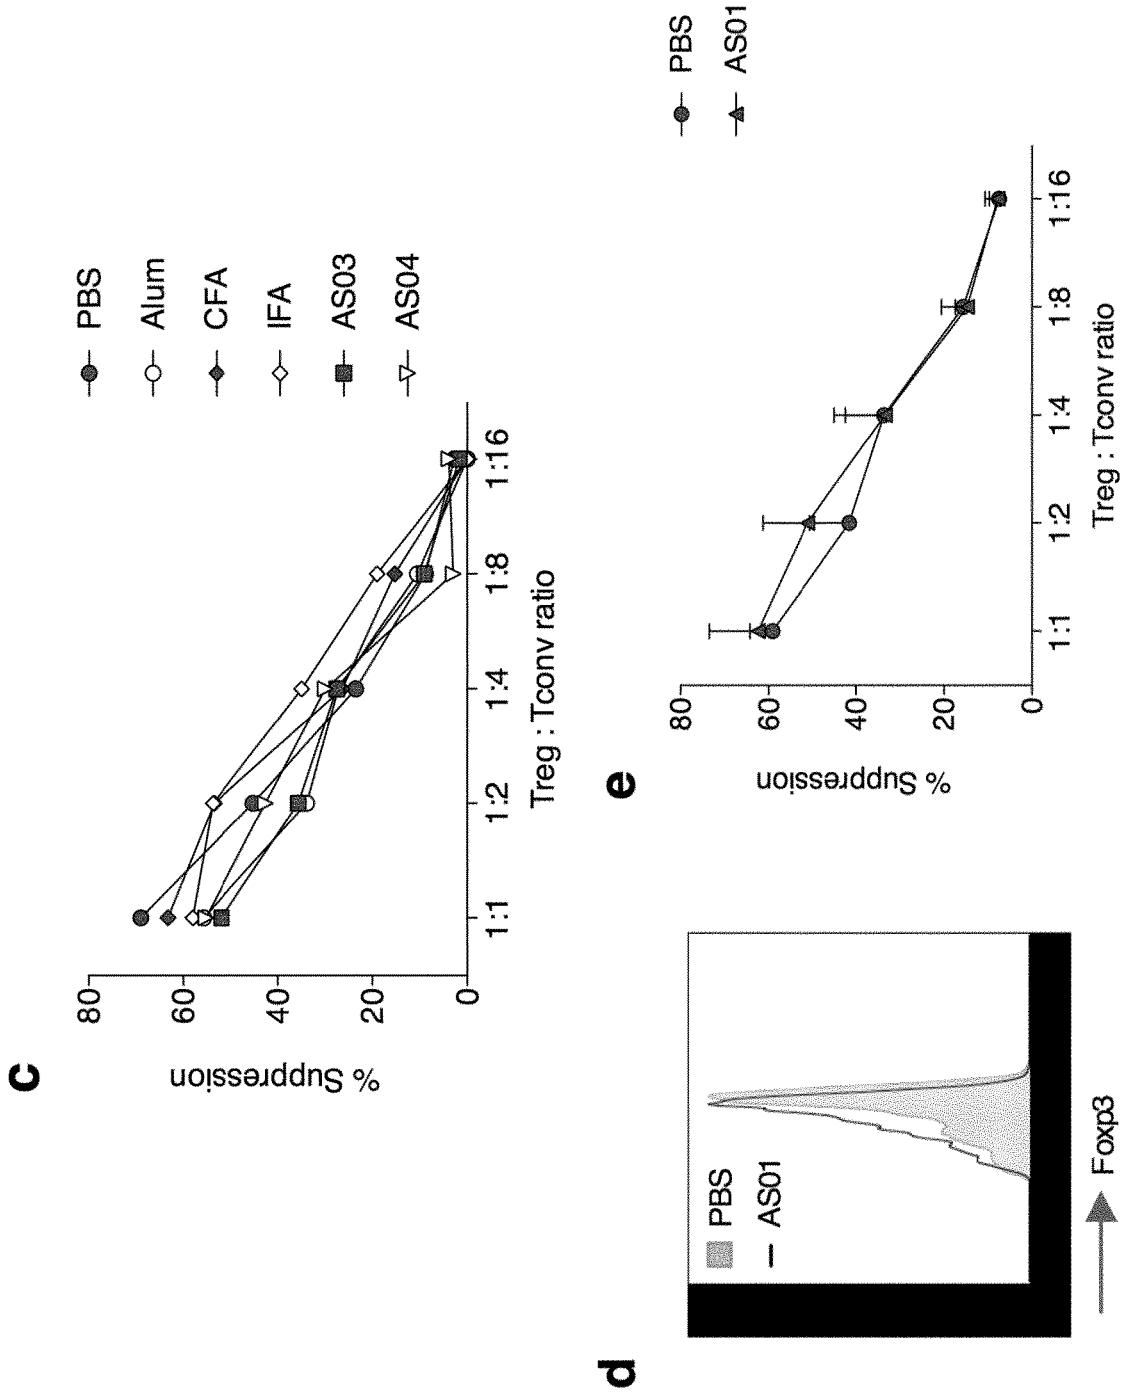 c
% Suppression
80
60
40
20
0
1:1
1:2
1:4
1:8
1:16
Treg : Tconv ratio
PBS
Alum
CFA
IFA
AS03
AS04
d
PBS
AS01
Foxp3
e
% Suppression
80
60
40
20
0
1:1
1:2
1:4
1:8
1:16
Treg : Tconv ratio
PBS
AS01